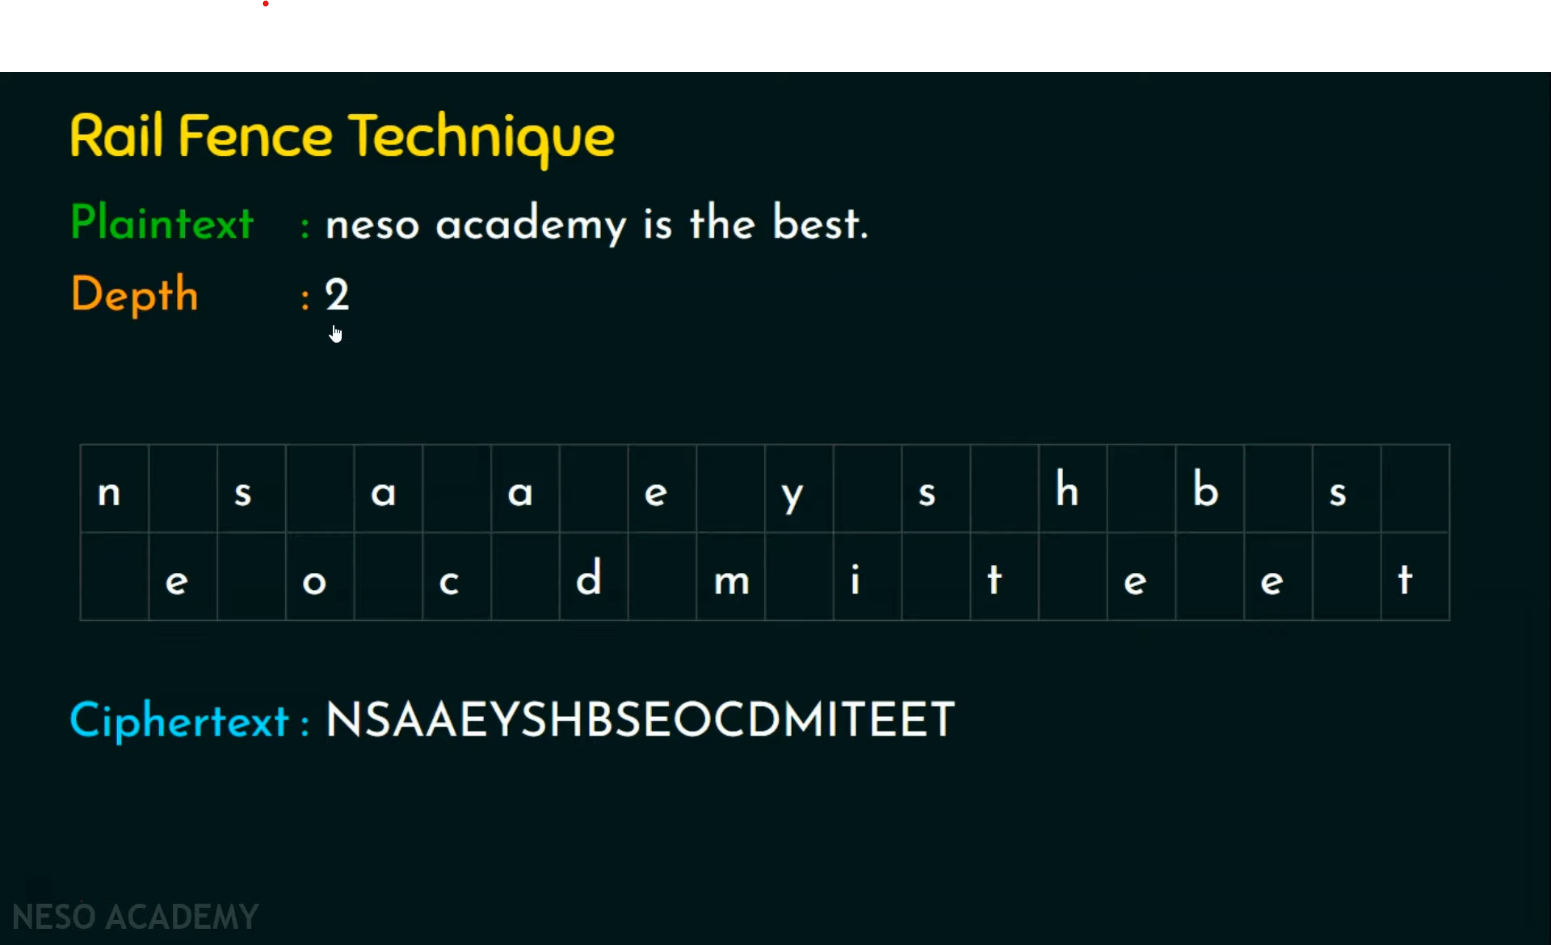 Rail Fence Technique
Plaintext : neso academy is the best.
Depth : 2
n s a a e y s h b s
e o c d m i t e e t
Ciphertext : NSAAEYSHBSEOCDMITEET
NESO ACADEMY